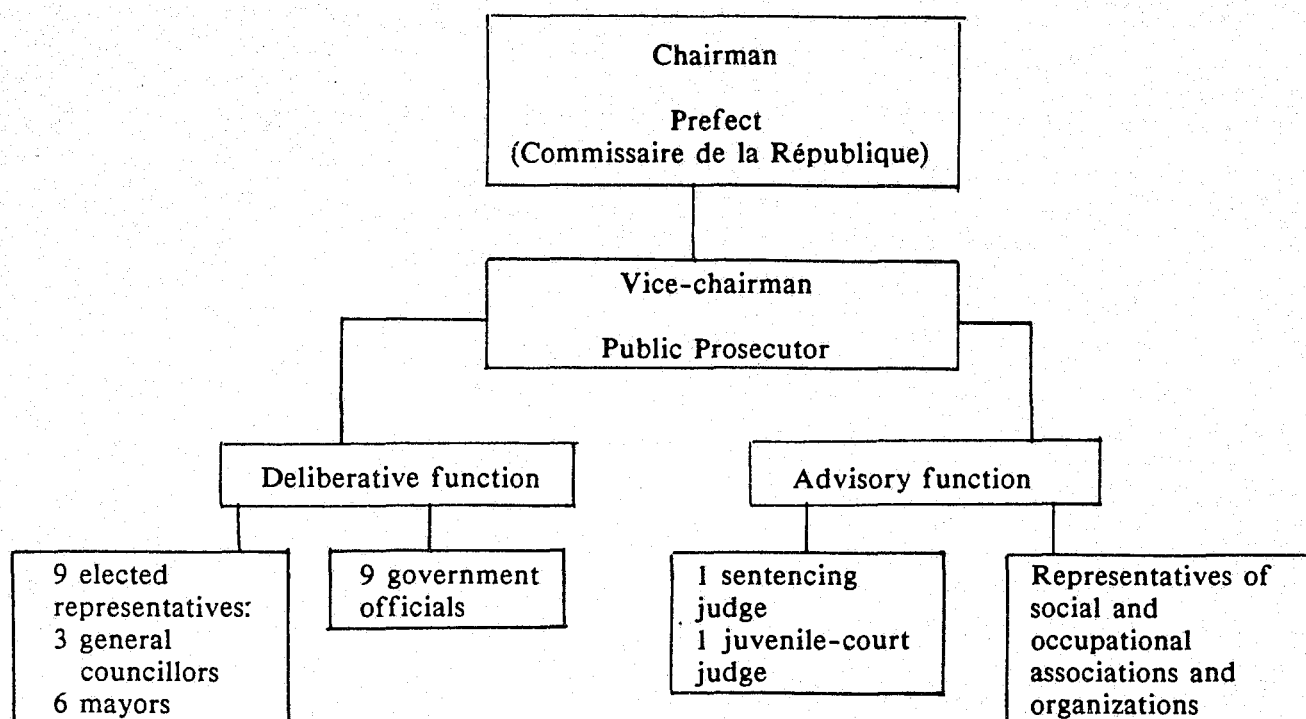 Chairman
Prefect
(Commissaire de la République)
Vice-chairman
Public Prosecutor
Deliberative function
Advisory function
9 elected
representatives:
3 general
councillors
6 mayors
9 government
officials
1 sentencing
judge
1 juvenile-court
judge
Representatives of
social and
occupational
associations and
organizations